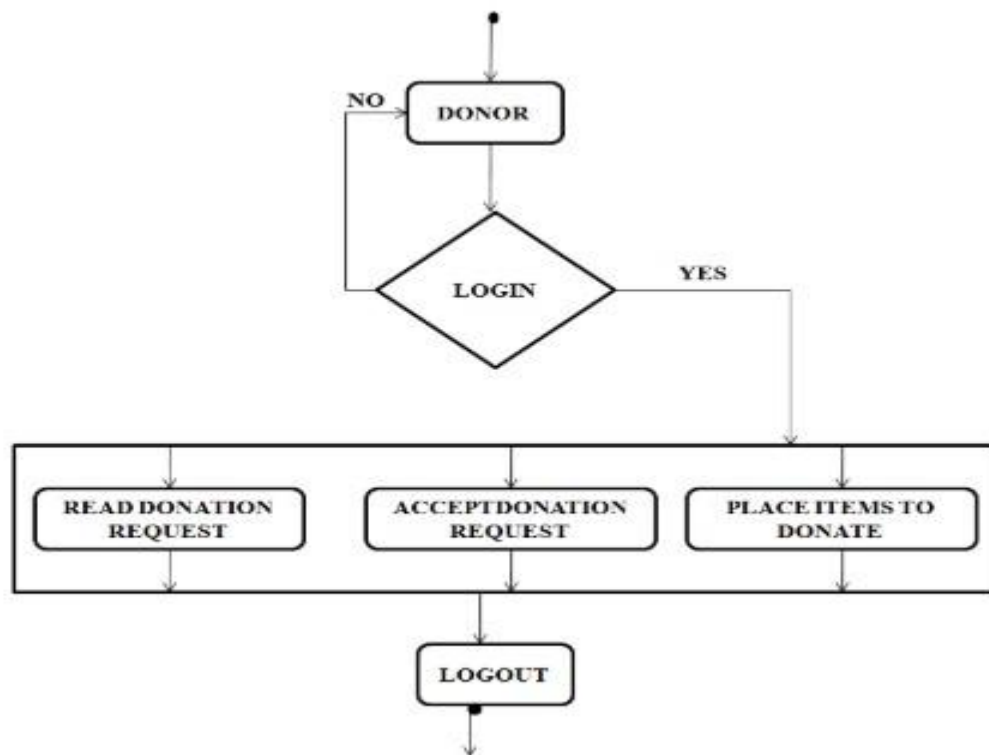 NO
DONOR
LOGIN
YES
READ DONATION
REQUEST
ACCEPTDONATION
REQUEST
PLACE ITEMS TO
DONATE
LOGOUT